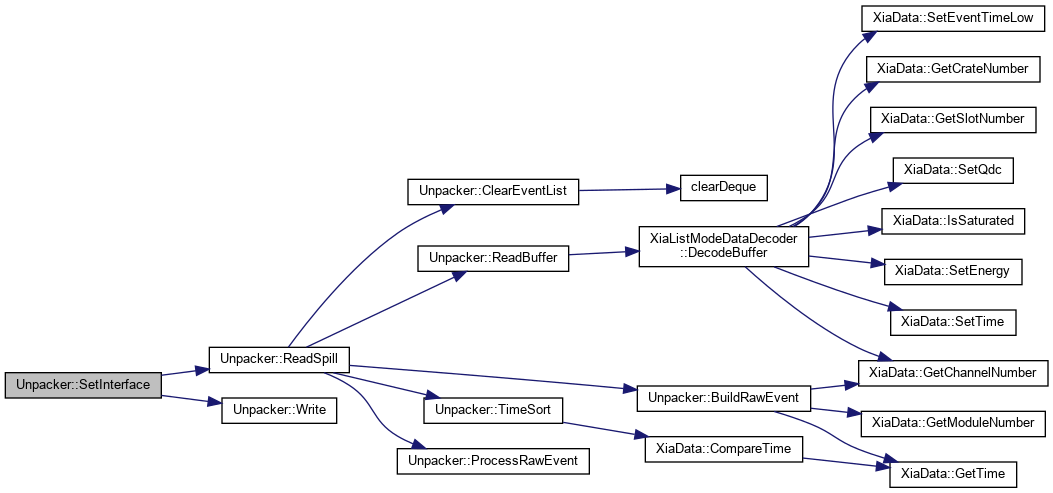 XiaData::SetEventTimeLow
XiaData::GetCrateNumber
XiaData::GetSlotNumber
XiaData::SetQdc
Unpacker::ClearEventList
clearDeque
XiaData::IsSaturated
XiaListModeDataDecoder
::DecodeBuffer
Unpacker::ReadBuffer
XiaData::SetEnergy
XiaData::SetTime
Unpacker::ReadSpill
XiaData::GetChannelNumber
Unpacker::SetInterface
Unpacker::BuildRawEvent
Unpacker::Write
Unpacker::TimeSort
XiaData::GetModuleNumber
XiaData::CompareTime
Unpacker::ProcessRawEvent
XiaData::GetTime